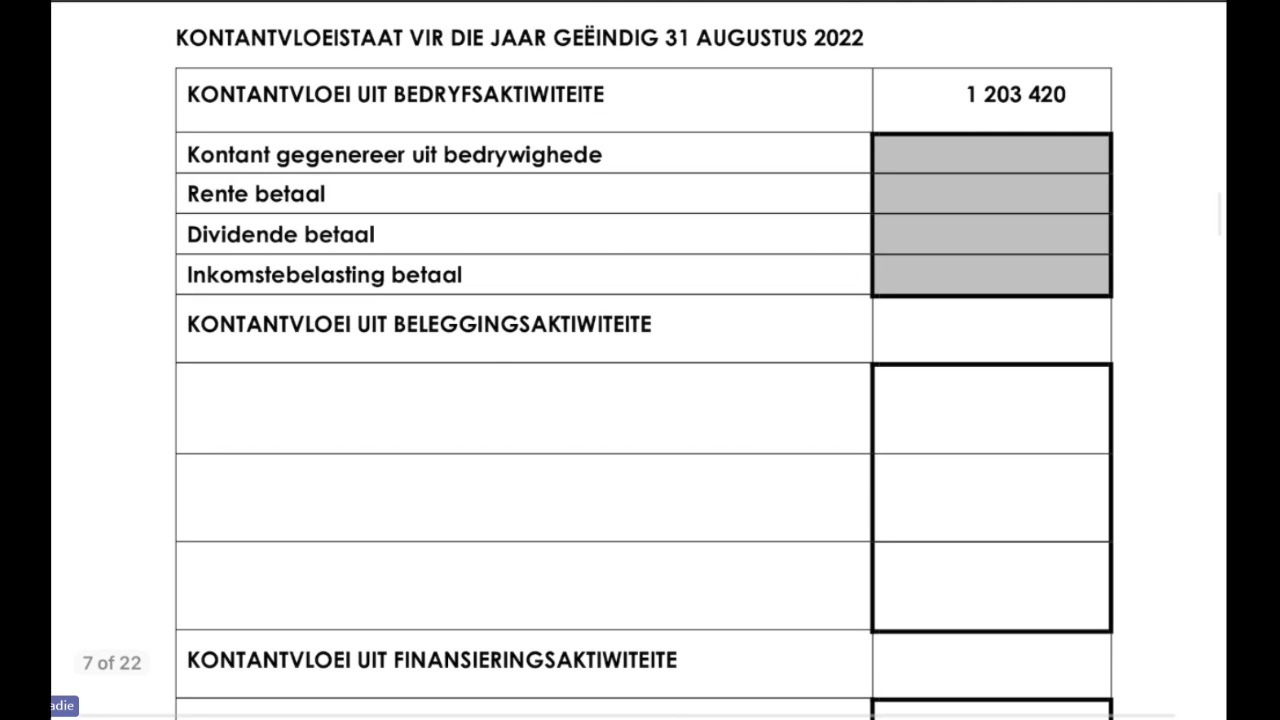 KONTANTVLOEISTAAT VIR DIE JAAR GEËINDIG 31 AUGUSTUS 2022
KONTANTVLOEI UIT BEDRYFSAKTIWITEITE 1 203 420
Kontant gegenereer uit bedrywighede
Rente betaal
Dividende betaal
Inkomstebelasting betaal
KONTANTVLOEI UIT BELEGGINGSAKTIWITEITE
KONTANTVLOEI UIT FINANSIERINGSAKTIWITEITE
7 of 22
adie